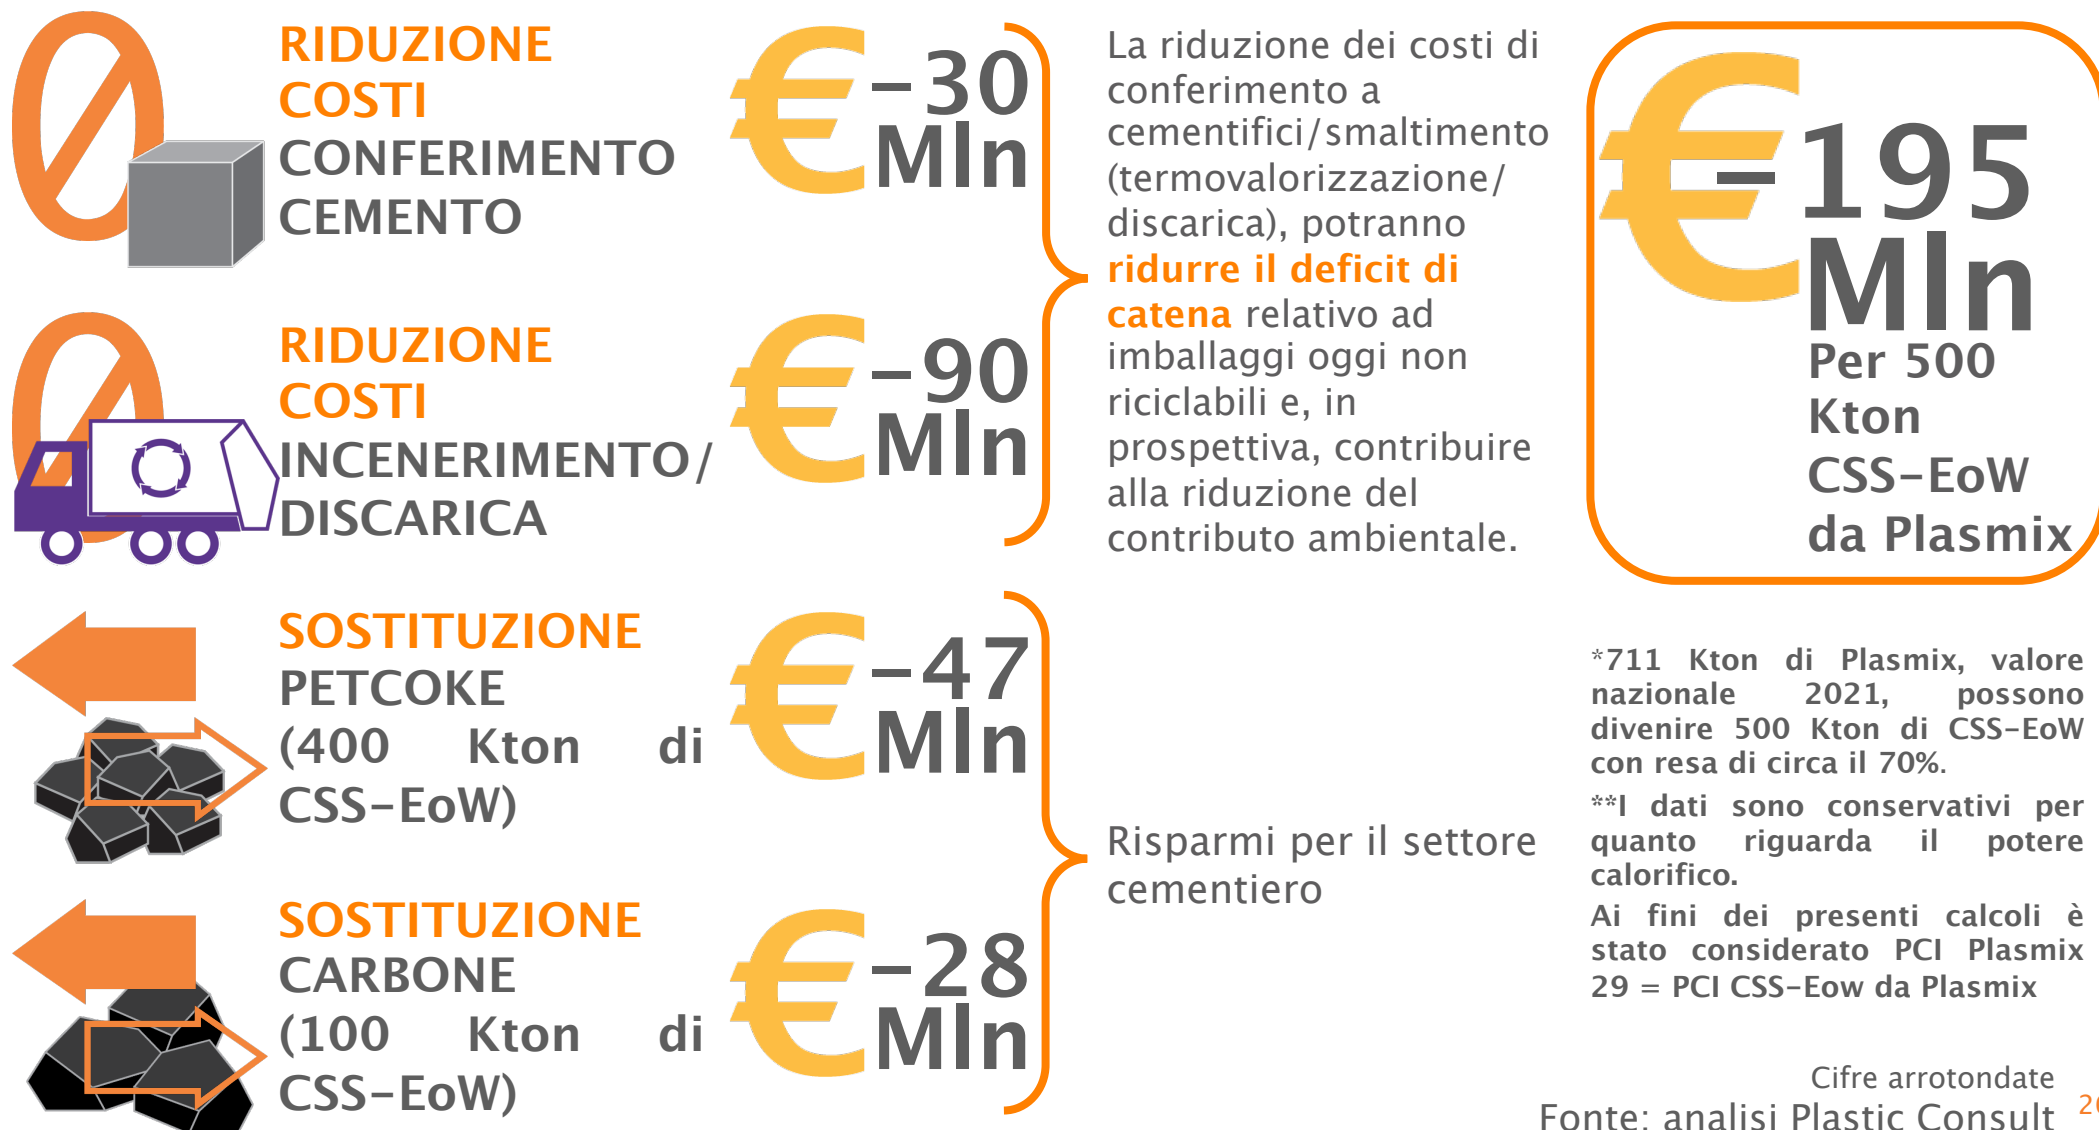 RIDUZIONE
COSTI
CONFERIMENTO
CEMENTO
€-30
Mln
RIDUZIONE
COSTI
INCENERIMENTO/
DISCARICA
€-90
Mln
La riduzione dei costi di
conferimento a
cementifici/smaltimento
(termovalorizzazione/
discarica), potranno
ridurre il deficit di
catena relativo ad
imballaggi oggi non
riciclabili e, in
prospettiva, contribuire
alla riduzione del
contributo ambientale.
SOSTITUZIONE
PETCOKE
(400 Kton di
CSS-EoW)
€-47
Mln
SOSTITUZIONE
CARBONE
(100 Kton di
CSS-EoW)
€-28
Mln
Risparmi per il settore
cementiero
€-195
Mln
Per 500
Kton
CSS-EoW
da Plasmix
*711 Kton di Plasmix, valore
nazionale 2021, possono
divenire 500 Kton di CSS-EoW
con resa di circa il 70%.
**I dati sono conservativi per
quanto riguarda il potere
calorifico.
Ai fini dei presenti calcoli è
stato considerato PCI Plasmix
29 = PCI CSS-Eow da Plasmix
Cifre arrotondate
Fonte: analisi Plastic Consult